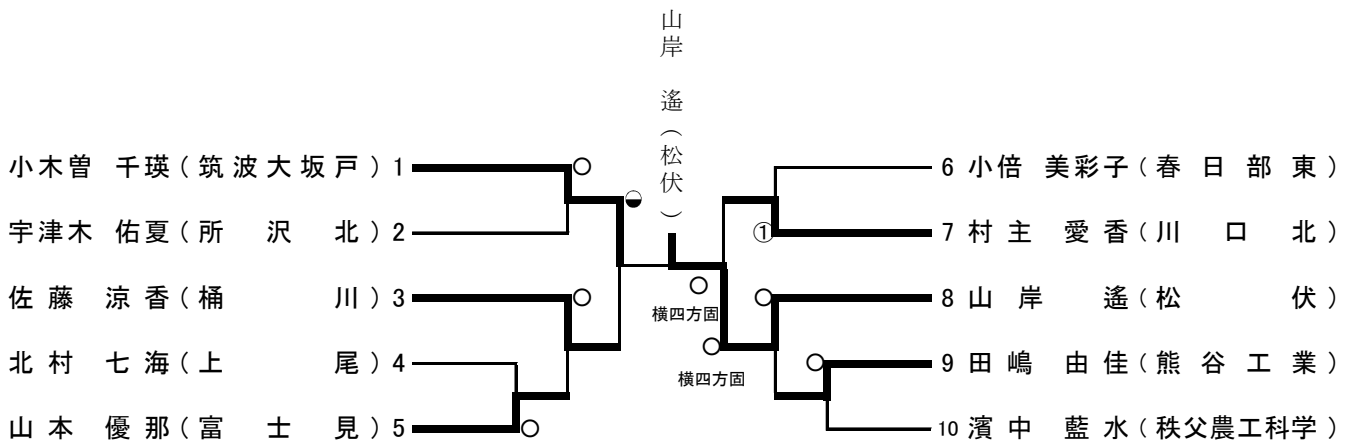 山岸 遙(松伏)
小木曽 千瑛(筑波大坂戸) 1
宇津木 佑夏(所沢北) 2
佐藤 涼香(桶川) 3
北村 七海(上尾) 4
山本 優那(富士見) 5
6 小倍 美彩子(春日部東)
① 7 村主 愛香(川口北)
8 山岸 遙(松伏)
横四方固
横四方固
9 田嶋 由佳(熊谷工業)
10 濱中 藍水(秩父農工科学)